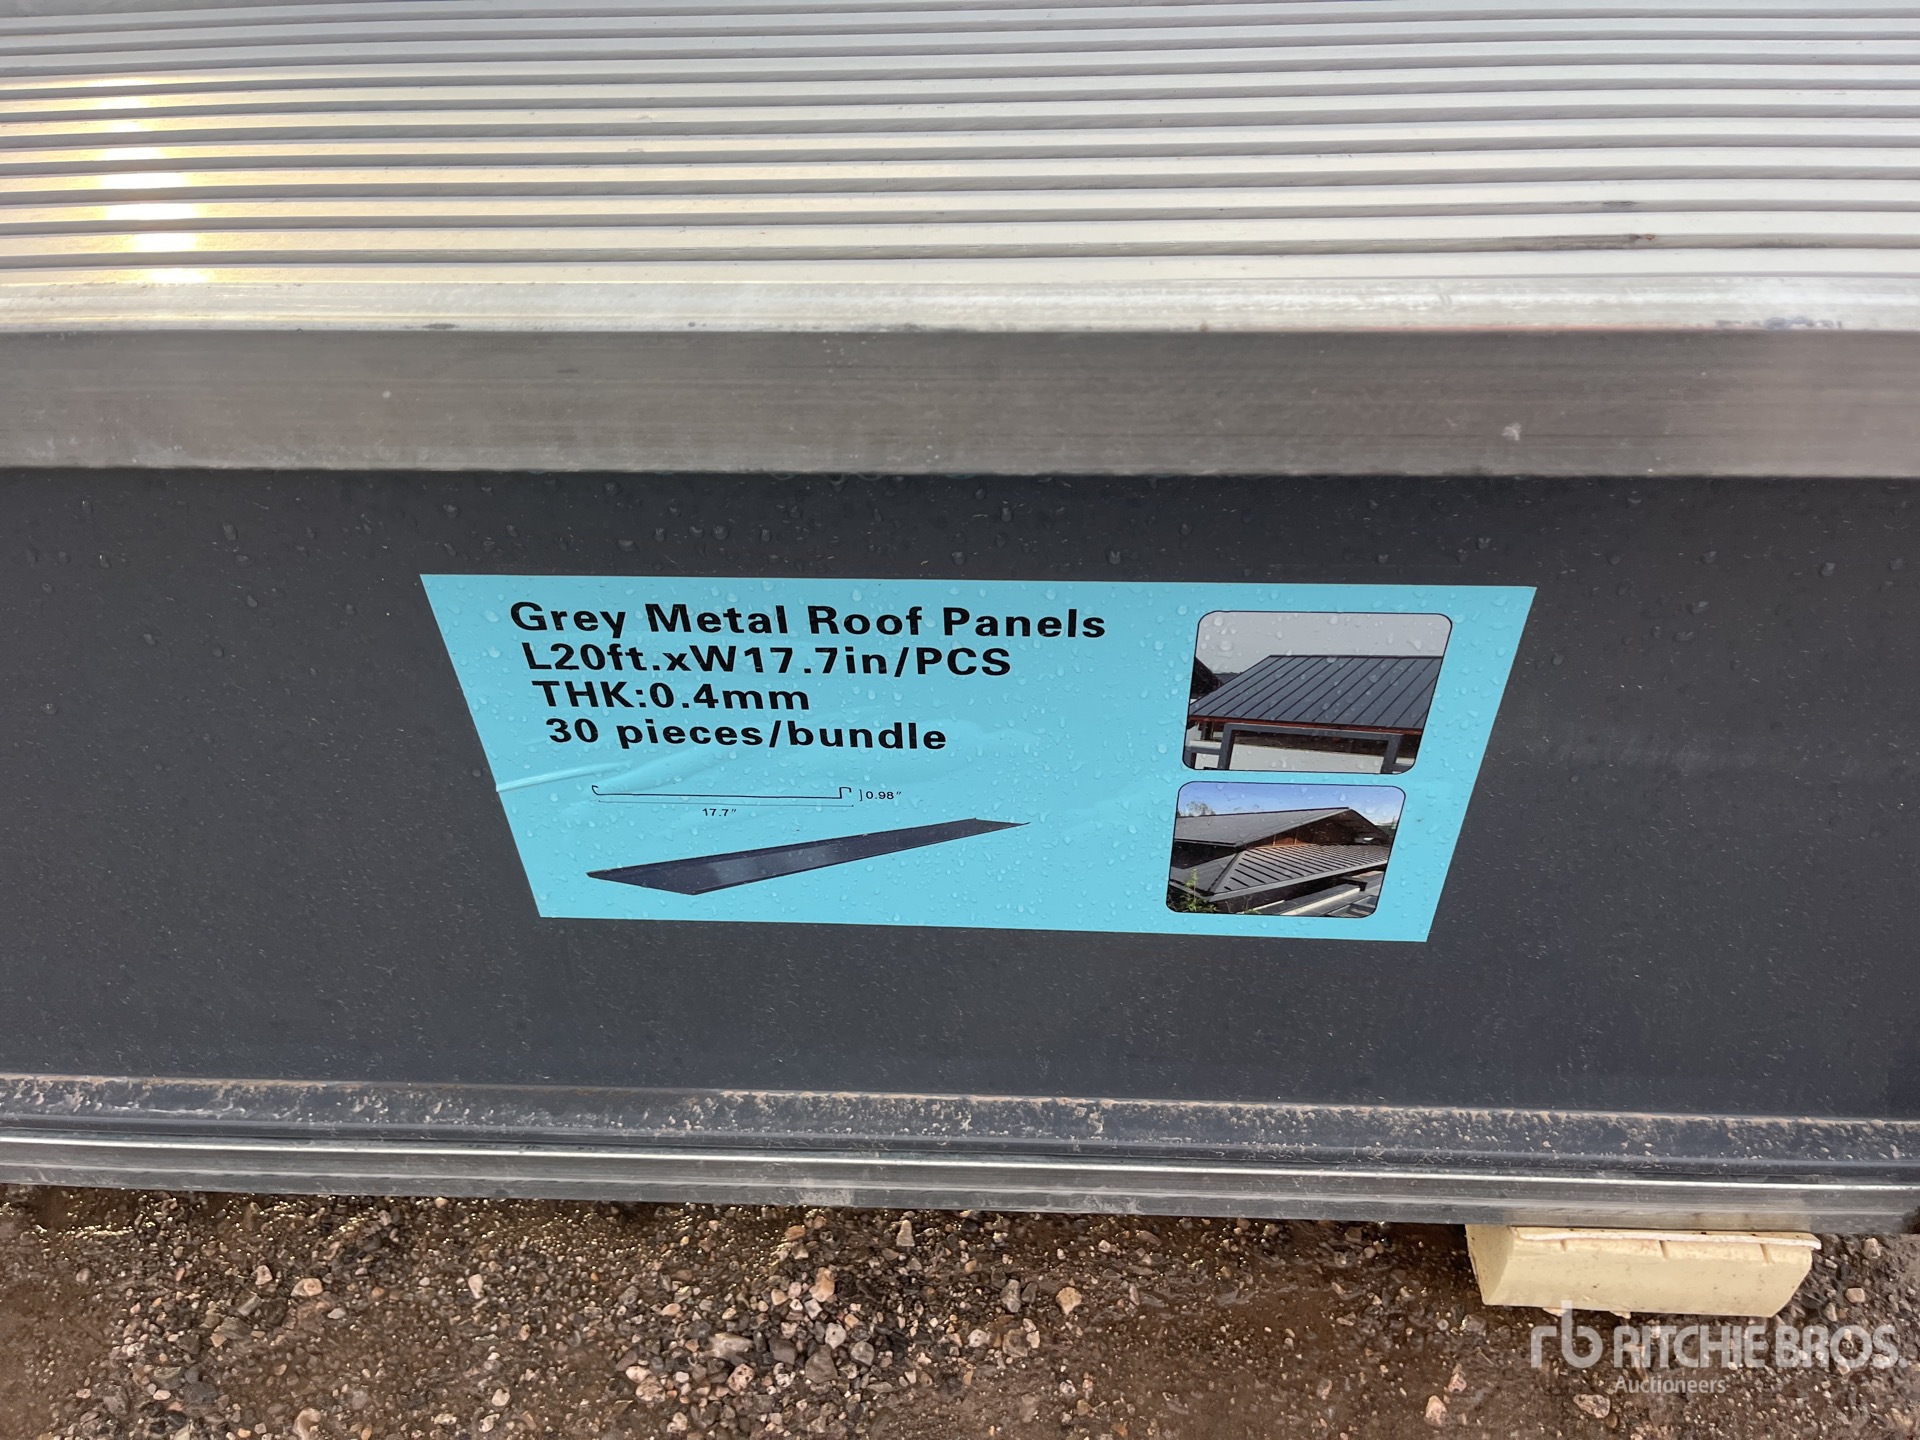 Grey Metal Roof Panels
L20ft.xW17.7in/PCS
THK:0.4mm
30 pieces/bundle
0.98"
17.7"
rb RITCHIE BROS.
Auctioneers